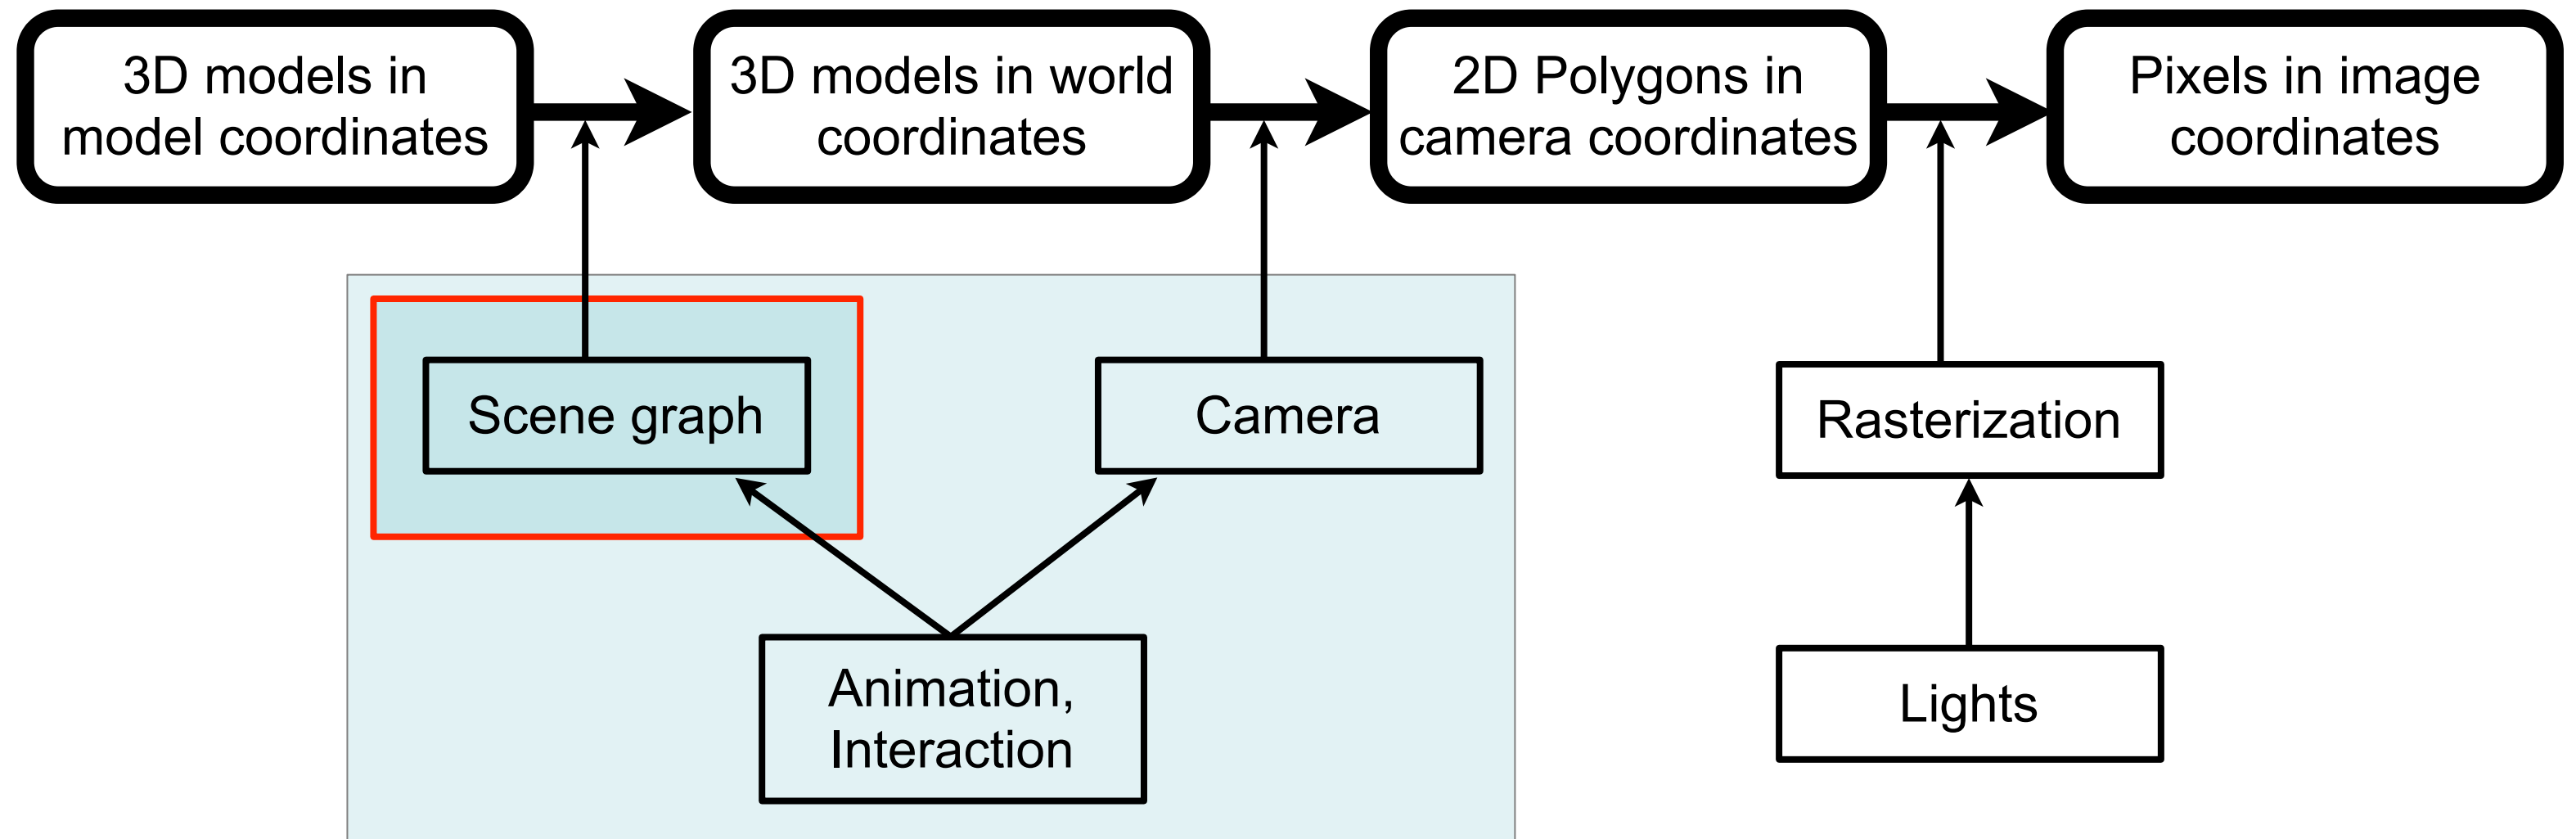 3D models in
model coordinates
3D models in world
coordinates
2D Polygons in
camera coordinates
Pixels in image
coordinates
Scene graph
Camera
Rasterization
Animation,
Interaction
Lights